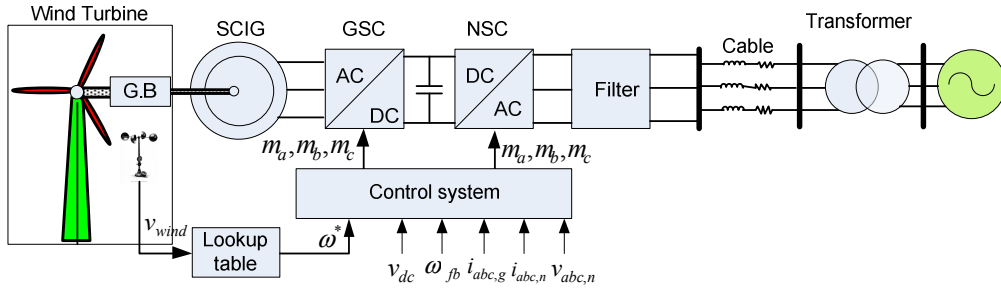 Wind Turbine
SCIG
GSC
NSC
Transformer
Cable
G.B
AC
DC
DC
AC
Filter
m_a, m_b, m_c
m_a, m_b, m_c
Control system
v_wind
Lookup
table
ω*
v_dc
ω_fb
i_abc,g
i_abc,n
v_abc,n